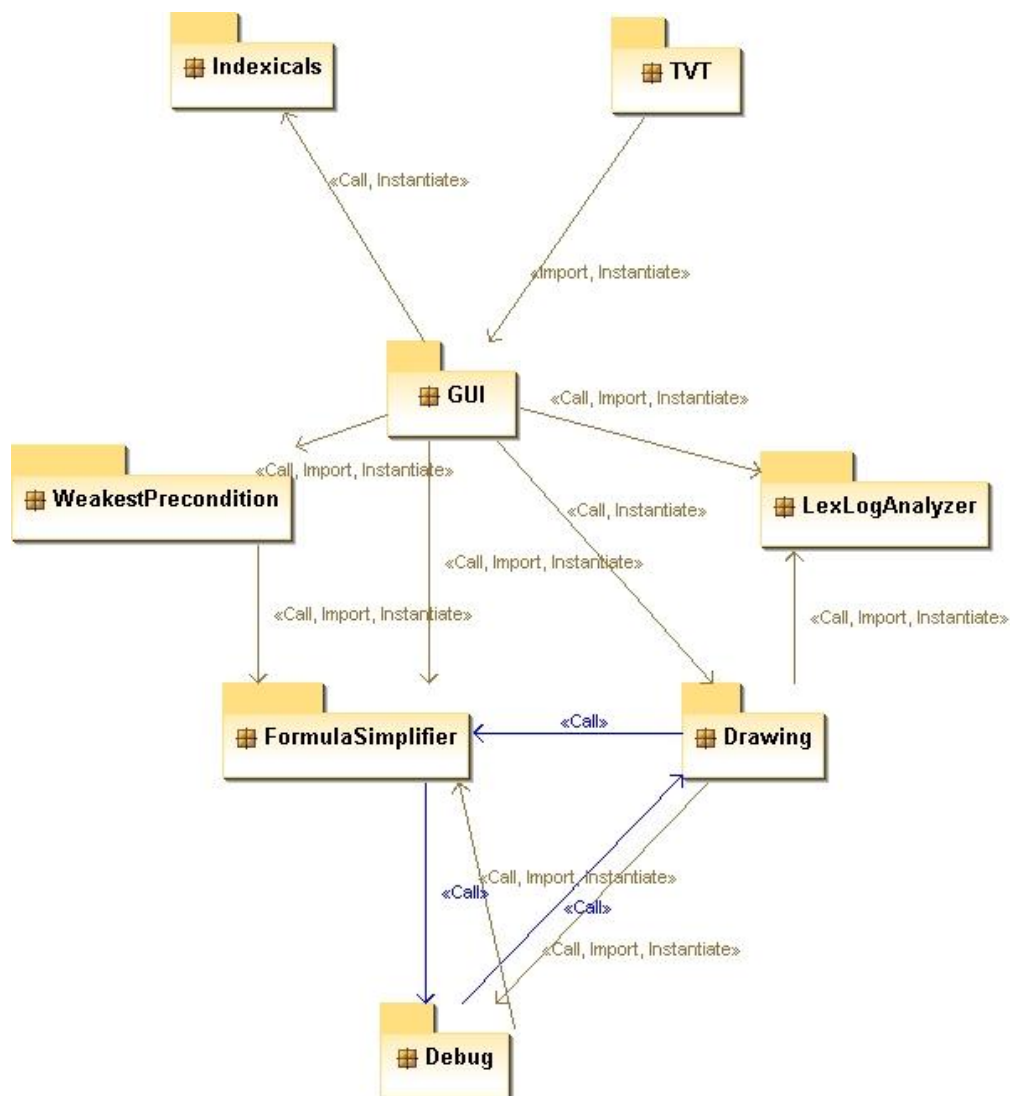 Indexicals
TVT
«Call, Instantiate»
«Import, Instantiate»
GUI
«Call, Import, Instantiate»
«Call, Import, Instantiate»
WeakestPrecondition
LexLogAnalyzer
«Call, Instantiate»
«Call, Import, Instantiate»
«Call, Import, Instantiate»
«Call, Import, Instantiate»
FormulaSimplifier
«Call»
Drawing
«Call, Import, Instantiate»
«Call»
«Call»
«Call, Import, Instantiate»
Debug